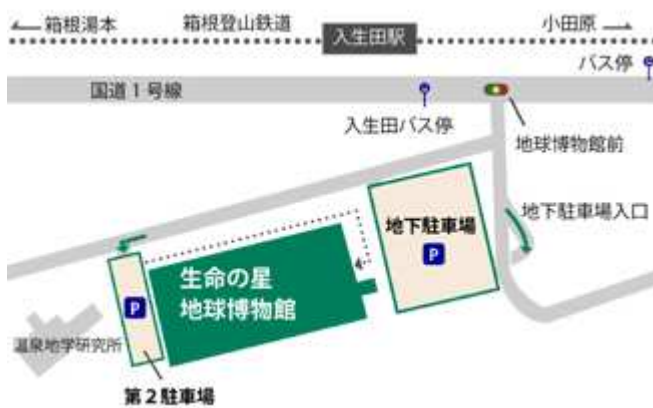 箱根湯本
箱根登山鉄道
入生田駅
小田原
バス停
国道1号線
入生田バス停
地球博物館前
地下駐車場入口
地下駐車場
P
生命の星
地球博物館
P
温泉地学研究所
第2駐車場